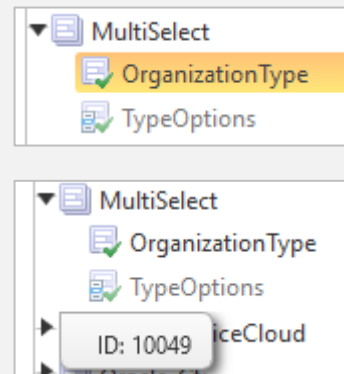 MultiSelect
OrganizationType
TypeOptions
MultiSelect
OrganizationType
TypeOptions
iceCloud
ID: 10049